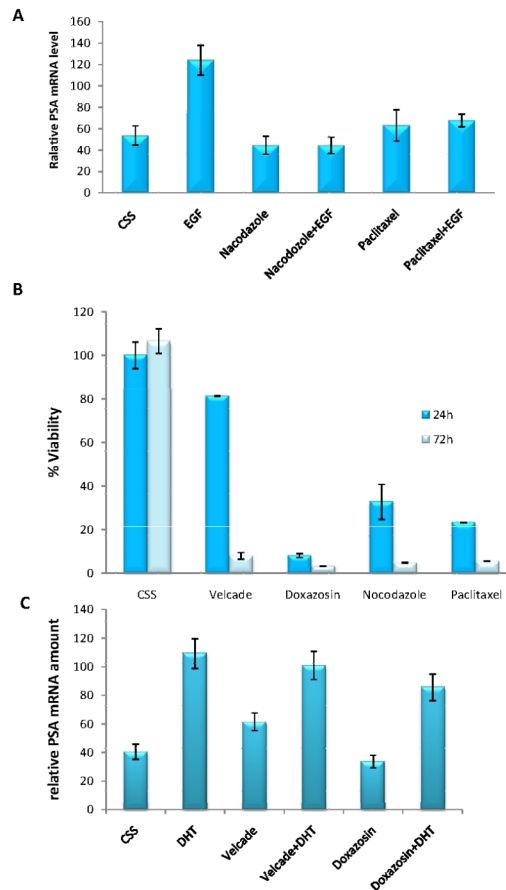 A
Ralative PSA mRNA level
160
140
120
100
80
60
40
20
0
CSS
EGF
Nacodazole
Nacodozole+EGF
Paclitaxel
Paclitaxel+EGF
B
% Viability
120
100
80
60
40
20
0
24h
72h
CSS
Velcade
Doxazosin
Nocodazole
Paclitaxel
C
relative PSA mRNA amount
140
120
100
80
60
40
20
0
CSS
DHT
Velcade
Velcade+DHT
Doxazosin
Doxazosin+DHT